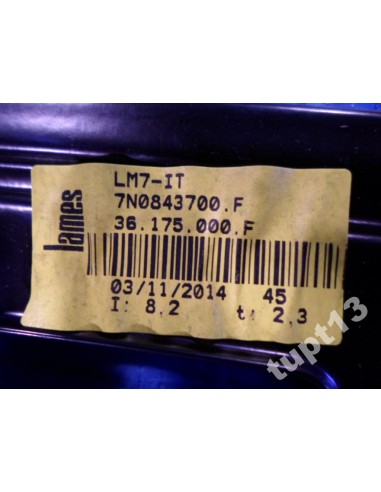 lames
LM7-IT
7N0843700.F
36.175.000.F
03/11/2014 45
I: 8.2 t: 2.3
tupt13